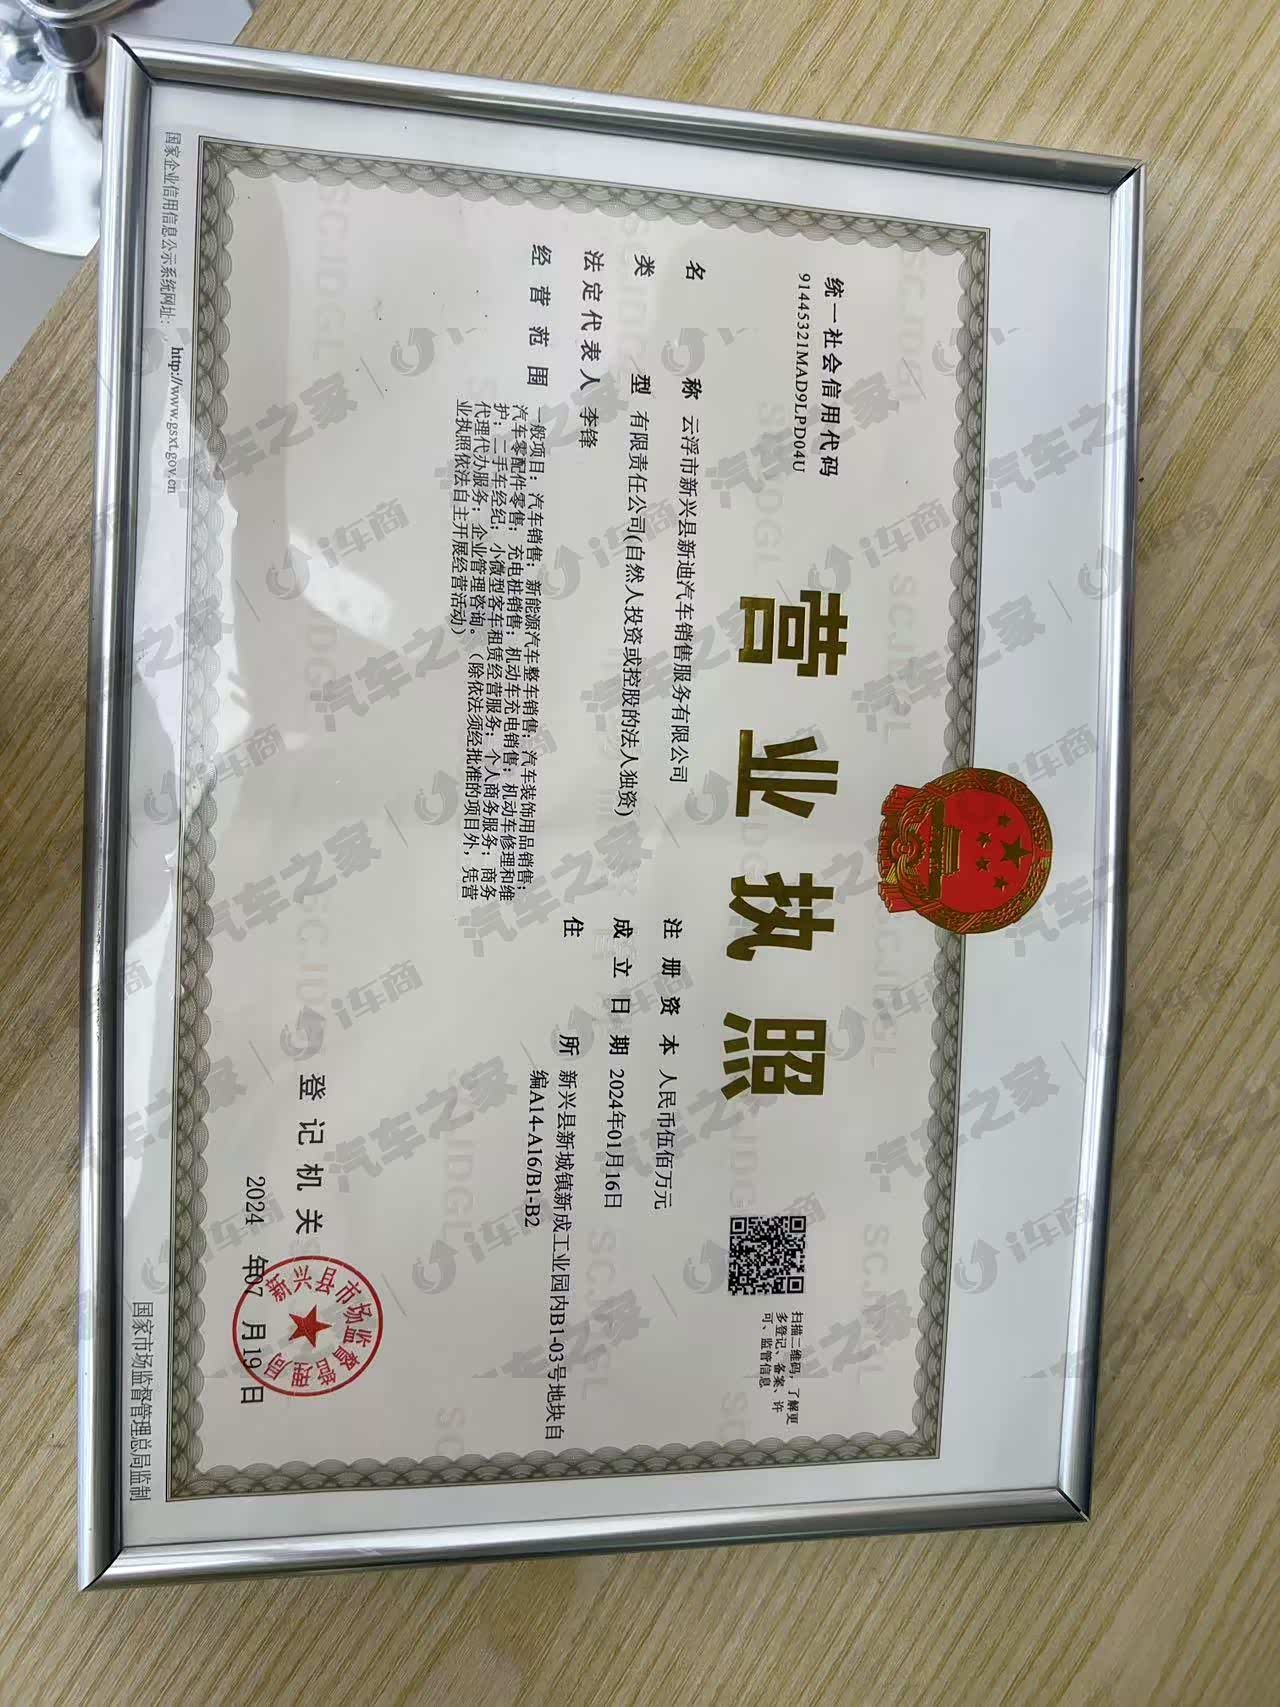 统一社会信用代码
91445321MAD9LPD04U
营业执照
扫描二维码，了解更
多登记、备案、许
可、监管信息
名称 云浮市新兴县新迪汽车销售服务有限公司
类型 有限责任公司(自然人投资或控股的法人独资)
法定代表人 李锋
经营范围 一般项目：汽车销售；新能源汽车整车销售；汽车装饰用品销售；
汽车零配件零售；充电桩销售；机动车充电销售；机动车修理和维
护；二手车经纪；小微型客车租赁经营服务；个人商务服务；商务
代理代办服务；企业管理咨询。（除依法须经批准的项目外，凭营
业执照依法自主开展经营活动）
注册资本 人民币伍佰万元
成立日期 2024年01月16日
住所 新兴县新城镇新成工业园内B1-03号地块自
编A14-A16/B1-B2
登记机关
新兴县市场监督管理局
2024 年07 月19 日
国家企业信用信息公示系统网址： http://www.gsxt.gov.cn
国家市场监督管理总局监制
汽车之家 | i车商
SCJDGL